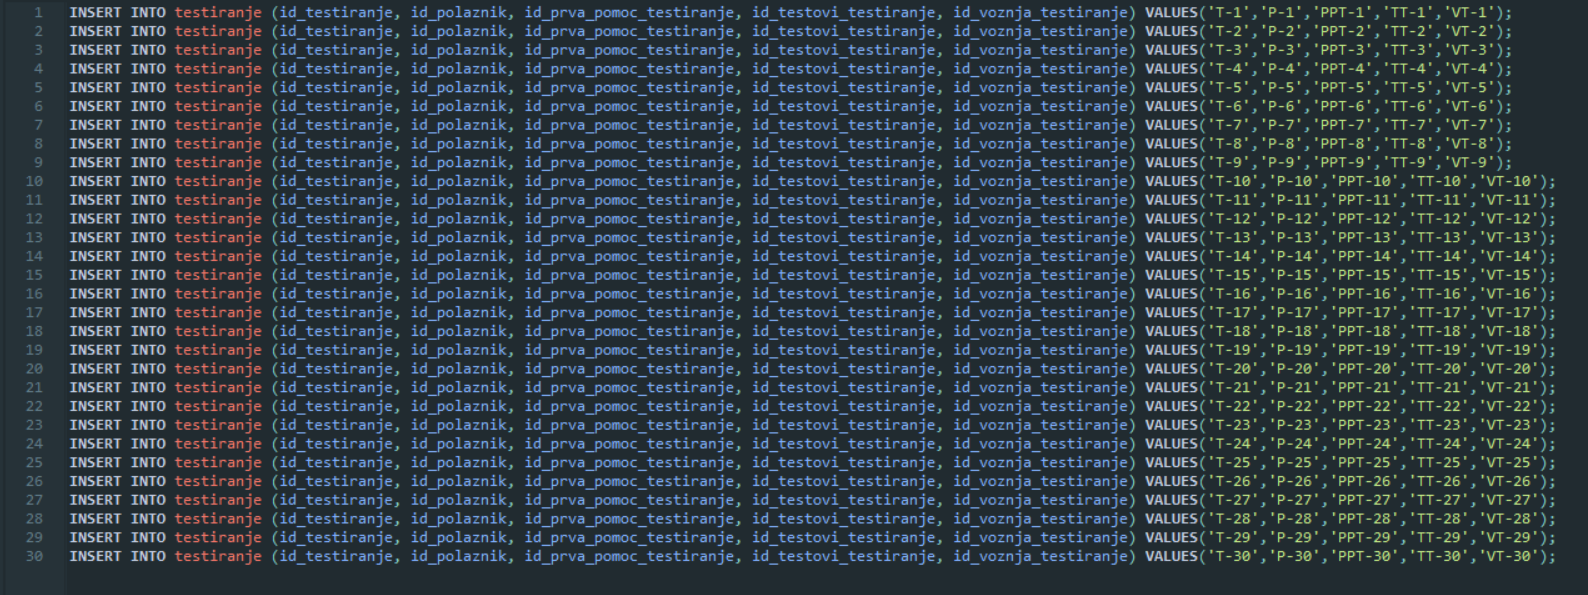 1 INSERT INTO testiranje (id_testiranje, id_polaznik, id_prva_pomoc_testiranje, id_testovi_testiranje, id_voznja_testiranje) VALUES('T-1','P-1','PPT-1','TT-1','VT-1');
2 INSERT INTO testiranje (id_testiranje, id_polaznik, id_prva_pomoc_testiranje, id_testovi_testiranje, id_voznja_testiranje) VALUES('T-2','P-2','PPT-2','TT-2','VT-2');
3 INSERT INTO testiranje (id_testiranje, id_polaznik, id_prva_pomoc_testiranje, id_testovi_testiranje, id_voznja_testiranje) VALUES('T-3','P-3','PPT-3','TT-3','VT-3');
4 INSERT INTO testiranje (id_testiranje, id_polaznik, id_prva_pomoc_testiranje, id_testovi_testiranje, id_voznja_testiranje) VALUES('T-4','P-4','PPT-4','TT-4','VT-4');
5 INSERT INTO testiranje (id_testiranje, id_polaznik, id_prva_pomoc_testiranje, id_testovi_testiranje, id_voznja_testiranje) VALUES('T-5','P-5','PPT-5','TT-5','VT-5');
6 INSERT INTO testiranje (id_testiranje, id_polaznik, id_prva_pomoc_testiranje, id_testovi_testiranje, id_voznja_testiranje) VALUES('T-6','P-6','PPT-6','TT-6','VT-6');
7 INSERT INTO testiranje (id_testiranje, id_polaznik, id_prva_pomoc_testiranje, id_testovi_testiranje, id_voznja_testiranje) VALUES('T-7','P-7','PPT-7','TT-7','VT-7');
8 INSERT INTO testiranje (id_testiranje, id_polaznik, id_prva_pomoc_testiranje, id_testovi_testiranje, id_voznja_testiranje) VALUES('T-8','P-8','PPT-8','TT-8','VT-8');
9 INSERT INTO testiranje (id_testiranje, id_polaznik, id_prva_pomoc_testiranje, id_testovi_testiranje, id_voznja_testiranje) VALUES('T-9','P-9','PPT-9','TT-9','VT-9');
10 INSERT INTO testiranje (id_testiranje, id_polaznik, id_prva_pomoc_testiranje, id_testovi_testiranje, id_voznja_testiranje) VALUES('T-10','P-10','PPT-10','TT-10','VT-10');
11 INSERT INTO testiranje (id_testiranje, id_polaznik, id_prva_pomoc_testiranje, id_testovi_testiranje, id_voznja_testiranje) VALUES('T-11','P-11','PPT-11','TT-11','VT-11');
12 INSERT INTO testiranje (id_testiranje, id_polaznik, id_prva_pomoc_testiranje, id_testovi_testiranje, id_voznja_testiranje) VALUES('T-12','P-12','PPT-12','TT-12','VT-12');
13 INSERT INTO testiranje (id_testiranje, id_polaznik, id_prva_pomoc_testiranje, id_testovi_testiranje, id_voznja_testiranje) VALUES('T-13','P-13','PPT-13','TT-13','VT-13');
14 INSERT INTO testiranje (id_testiranje, id_polaznik, id_prva_pomoc_testiranje, id_testovi_testiranje, id_voznja_testiranje) VALUES('T-14','P-14','PPT-14','TT-14','VT-14');
15 INSERT INTO testiranje (id_testiranje, id_polaznik, id_prva_pomoc_testiranje, id_testovi_testiranje, id_voznja_testiranje) VALUES('T-15','P-15','PPT-15','TT-15','VT-15');
16 INSERT INTO testiranje (id_testiranje, id_polaznik, id_prva_pomoc_testiranje, id_testovi_testiranje, id_voznja_testiranje) VALUES('T-16','P-16','PPT-16','TT-16','VT-16');
17 INSERT INTO testiranje (id_testiranje, id_polaznik, id_prva_pomoc_testiranje, id_testovi_testiranje, id_voznja_testiranje) VALUES('T-17','P-17','PPT-17','TT-17','VT-17');
18 INSERT INTO testiranje (id_testiranje, id_polaznik, id_prva_pomoc_testiranje, id_testovi_testiranje, id_voznja_testiranje) VALUES('T-18','P-18','PPT-18','TT-18','VT-18');
19 INSERT INTO testiranje (id_testiranje, id_polaznik, id_prva_pomoc_testiranje, id_testovi_testiranje, id_voznja_testiranje) VALUES('T-19','P-19','PPT-19','TT-19','VT-19');
20 INSERT INTO testiranje (id_testiranje, id_polaznik, id_prva_pomoc_testiranje, id_testovi_testiranje, id_voznja_testiranje) VALUES('T-20','P-20','PPT-20','TT-20','VT-20');
21 INSERT INTO testiranje (id_testiranje, id_polaznik, id_prva_pomoc_testiranje, id_testovi_testiranje, id_voznja_testiranje) VALUES('T-21','P-21','PPT-21','TT-21','VT-21');
22 INSERT INTO testiranje (id_testiranje, id_polaznik, id_prva_pomoc_testiranje, id_testovi_testiranje, id_voznja_testiranje) VALUES('T-22','P-22','PPT-22','TT-22','VT-22');
23 INSERT INTO testiranje (id_testiranje, id_polaznik, id_prva_pomoc_testiranje, id_testovi_testiranje, id_voznja_testiranje) VALUES('T-23','P-23','PPT-23','TT-23','VT-23');
24 INSERT INTO testiranje (id_testiranje, id_polaznik, id_prva_pomoc_testiranje, id_testovi_testiranje, id_voznja_testiranje) VALUES('T-24','P-24','PPT-24','TT-24','VT-24');
25 INSERT INTO testiranje (id_testiranje, id_polaznik, id_prva_pomoc_testiranje, id_testovi_testiranje, id_voznja_testiranje) VALUES('T-25','P-25','PPT-25','TT-25','VT-25');
26 INSERT INTO testiranje (id_testiranje, id_polaznik, id_prva_pomoc_testiranje, id_testovi_testiranje, id_voznja_testiranje) VALUES('T-26','P-26','PPT-26','TT-26','VT-26');
27 INSERT INTO testiranje (id_testiranje, id_polaznik, id_prva_pomoc_testiranje, id_testovi_testiranje, id_voznja_testiranje) VALUES('T-27','P-27','PPT-27','TT-27','VT-27');
28 INSERT INTO testiranje (id_testiranje, id_polaznik, id_prva_pomoc_testiranje, id_testovi_testiranje, id_voznja_testiranje) VALUES('T-28','P-28','PPT-28','TT-28','VT-28');
29 INSERT INTO testiranje (id_testiranje, id_polaznik, id_prva_pomoc_testiranje, id_testovi_testiranje, id_voznja_testiranje) VALUES('T-29','P-29','PPT-29','TT-29','VT-29');
30 INSERT INTO testiranje (id_testiranje, id_polaznik, id_prva_pomoc_testiranje, id_testovi_testiranje, id_voznja_testiranje) VALUES('T-30','P-30','PPT-30','TT-30','VT-30');